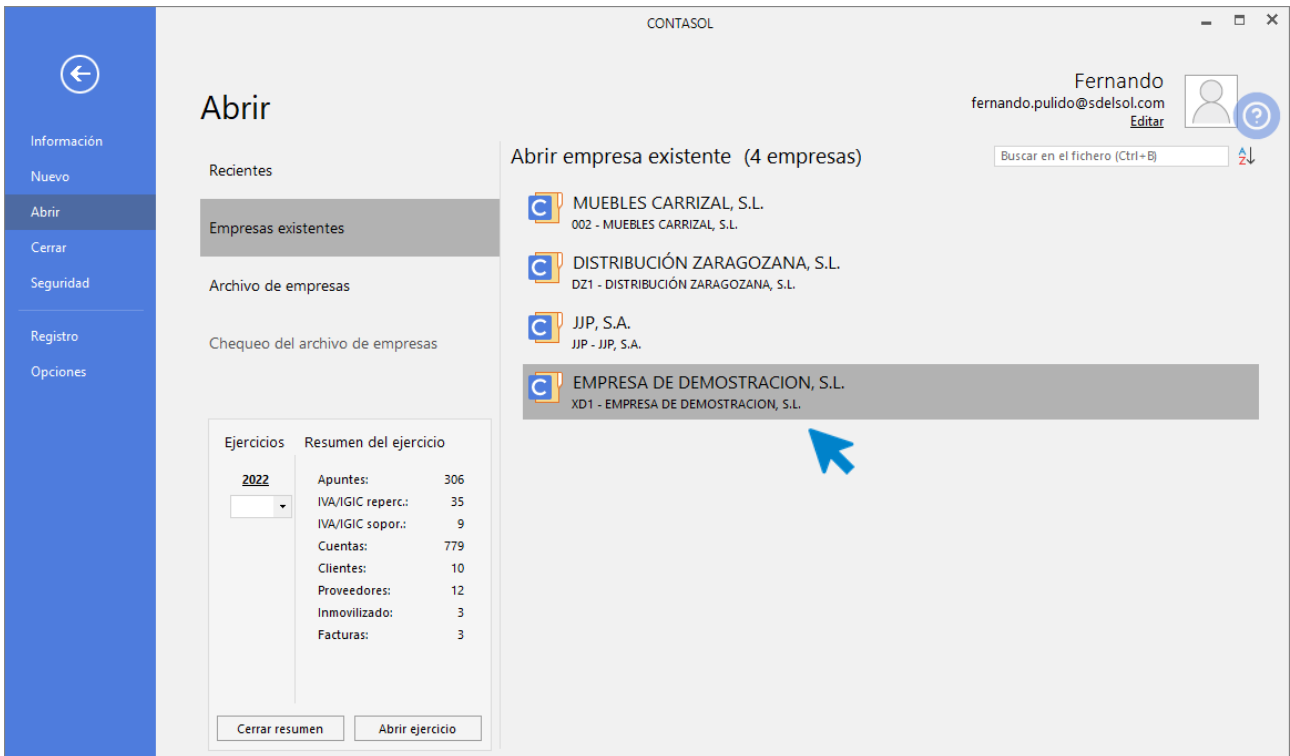 CONTASOL
Fernando
fernando.pulido@sdelsol.com
Editar
Información
Nuevo
Abrir
Cerrar
Seguridad
Registro
Opciones
Abrir
Recientes
Empresas existentes
Archivo de empresas
Chequeo del archivo de empresas
Ejercicios Resumen del ejercicio
2022 Apuntes: 306
IVA/IGIC reperc.: 35
IVA/IGIC sopor.: 9
Cuentas: 779
Clientes: 10
Proveedores: 12
Inmovilizado: 3
Facturas: 3
Cerrar resumen Abrir ejercicio
Abrir empresa existente (4 empresas) Buscar en el fichero (Ctrl+B)
MUEBLES CARRIZAL, S.L.
002 - MUEBLES CARRIZAL, S.L.
DISTRIBUCIÓN ZARAGOZANA, S.L.
DZ1 - DISTRIBUCIÓN ZARAGOZANA, S.L.
JJP, S.A.
JJP - JJP, S.A.
EMPRESA DE DEMOSTRACION, S.L.
XD1 - EMPRESA DE DEMOSTRACION, S.L.